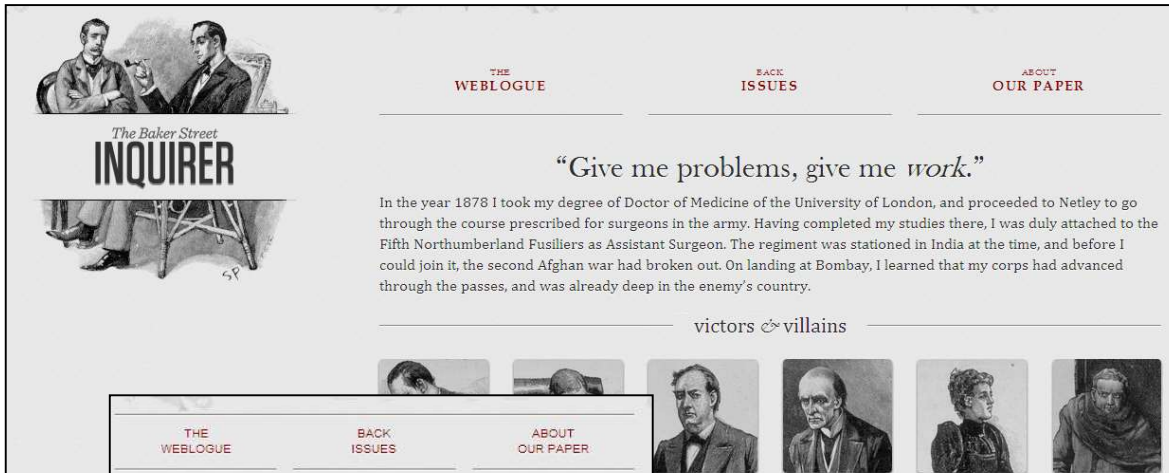 The Baker Street
INQUIRER
SP
THE
WEBLOGUE
BACK
ISSUES
ABOUT
OUR PAPER
“Give me problems, give me work.”
In the year 1878 I took my degree of Doctor of Medicine of the University of London, and proceeded to Netley to go
through the course prescribed for surgeons in the army. Having completed my studies there, I was duly attached to the
Fifth Northumberland Fusiliers as Assistant Surgeon. The regiment was stationed in India at the time, and before I
could join it, the second Afghan war had broken out. On landing at Bombay, I learned that my corps had advanced
through the passes, and was already deep in the enemy’s country.
victors & villains
THE
WEBLOGUE
BACK
ISSUES
ABOUT
OUR PAPER